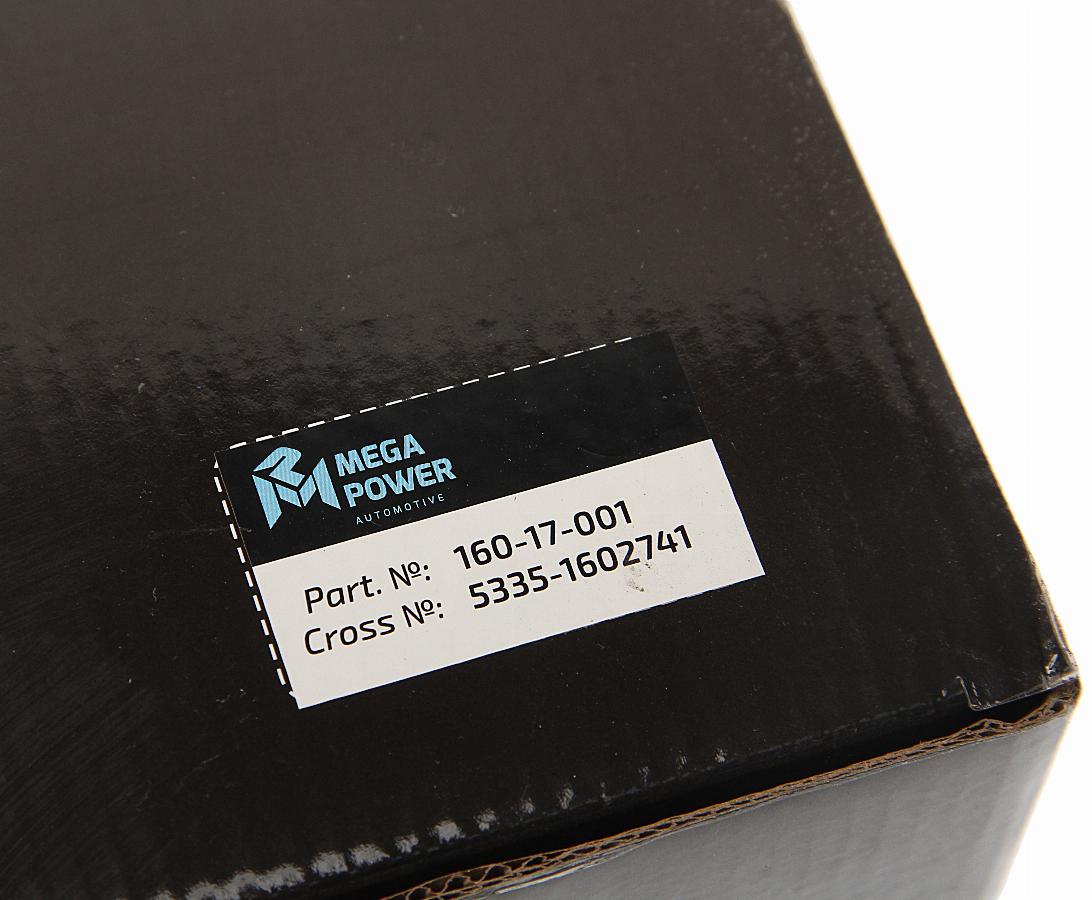 MEGA
POWER
AUTOMOTIVE
Part. №: 160-17-001
Cross №: 5335-1602741